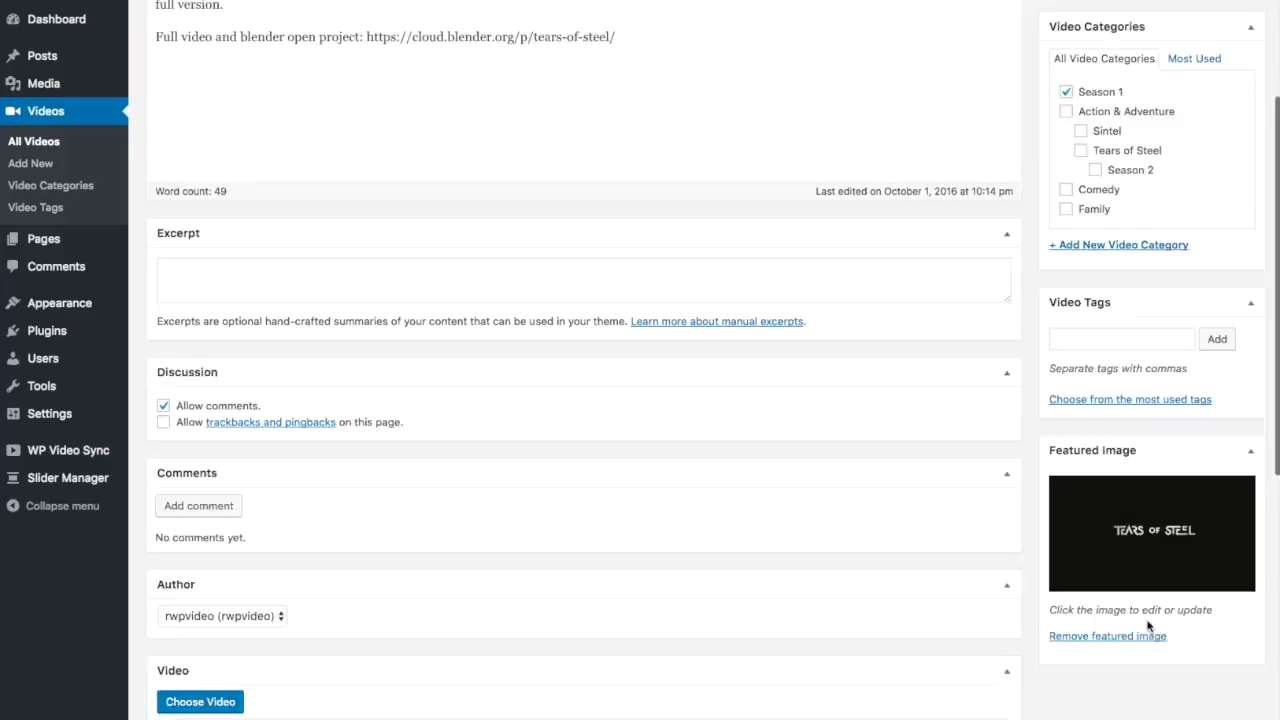 Dashboard
Posts
Media
Videos
All Videos
Add New
Video Categories
Video Tags
Pages
Comments
Appearance
Plugins
Users
Tools
Settings
WP Video Sync
Slider Manager
Collapse menu
full version.
Full video and blender open project: https://cloud.blender.org/p/tears-of-steel/
Word count: 49
Last edited on October 1, 2016 at 10:14 pm
Excerpt
Excerpts are optional hand-crafted summaries of your content that can be used in your theme. Learn more about manual excerpts.
Discussion
Allow comments.
Allow trackbacks and pingbacks on this page.
Comments
Add comment
No comments yet.
Author
rwpvideo (rwpvideo)
Video
Choose Video
Video Categories
All Video Categories
Most Used
Season 1
Action & Adventure
Sintel
Tears of Steel
Season 2
Comedy
Family
+ Add New Video Category
Video Tags
Add
Separate tags with commas
Choose from the most used tags
Featured Image
TEARS OF STEEL
Click the image to edit or update
Remove featured image